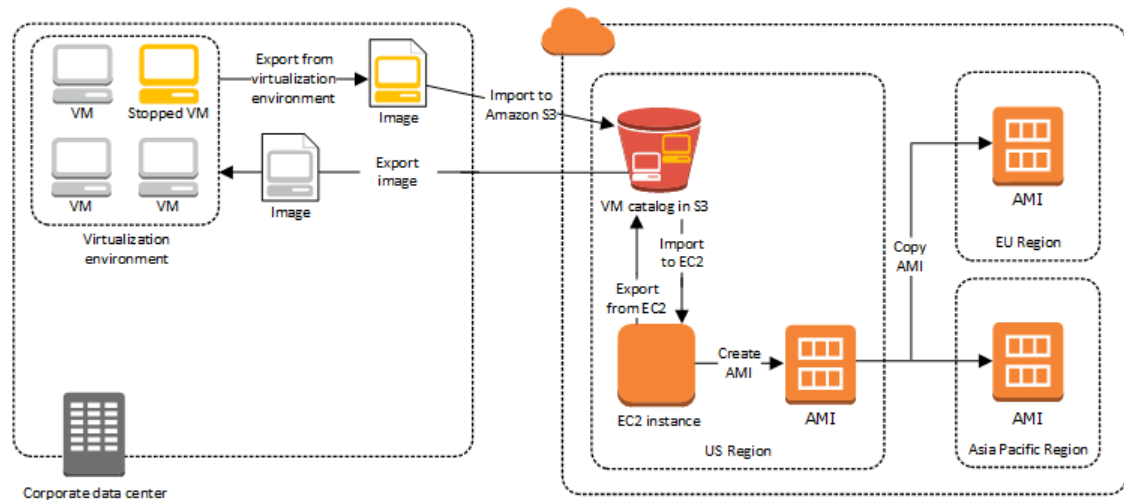 VM
Stopped VM
VM
VM
Virtualization
environment
Export from
virtualization
environment
Image
Import to
Amazon S3
Export
image
Image
Corporate data center
VM catalog in S3
Import
to EC2
Export
from EC2
EC2 instance
Create
AMI
AMI
US Region
Copy
AMI
AMI
EU Region
AMI
Asia Pacific Region